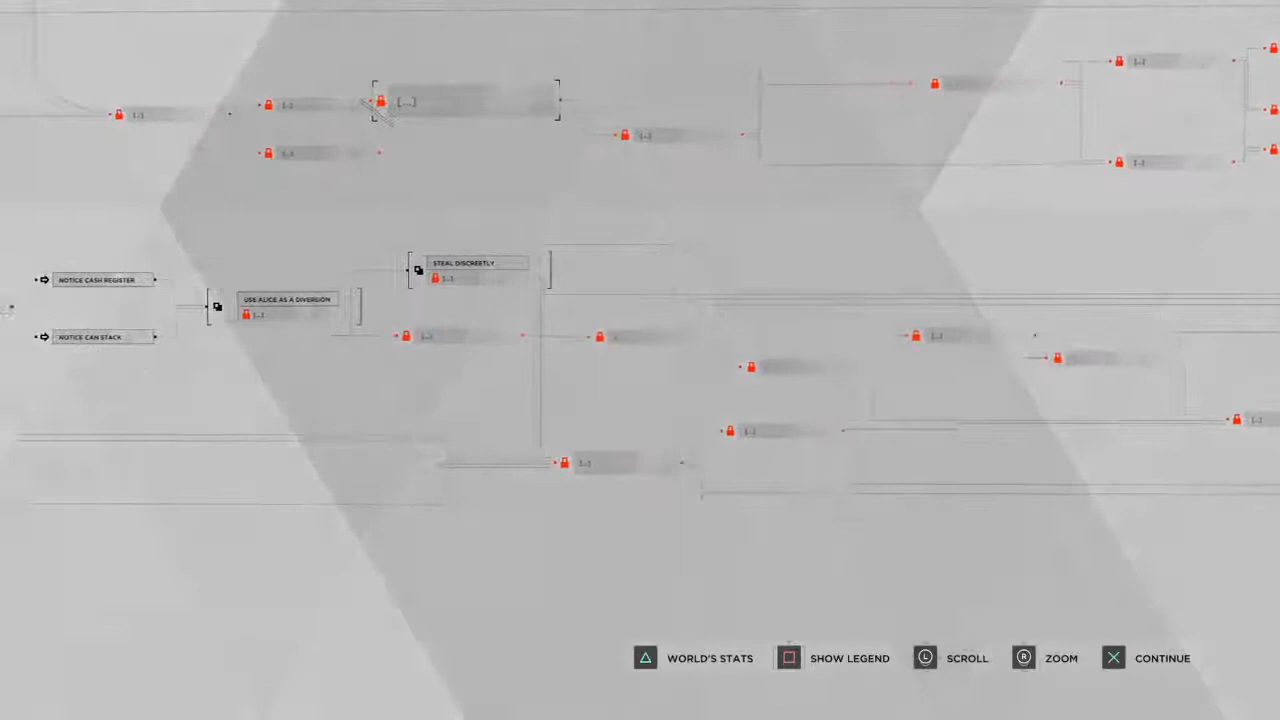 [...]
[...]
[...]
[...]
[...]
[...]
[...]
STEAL DISCREETLY
[...]
NOTICE CASH REGISTER
USE ALICE AS A DIVERSION
[...]
NOTICE CAN STACK
[...]
[...]
[...]
[...]
[...]
WORLD'S STATS
SHOW LEGEND
L
SCROLL
R
ZOOM
CONTINUE